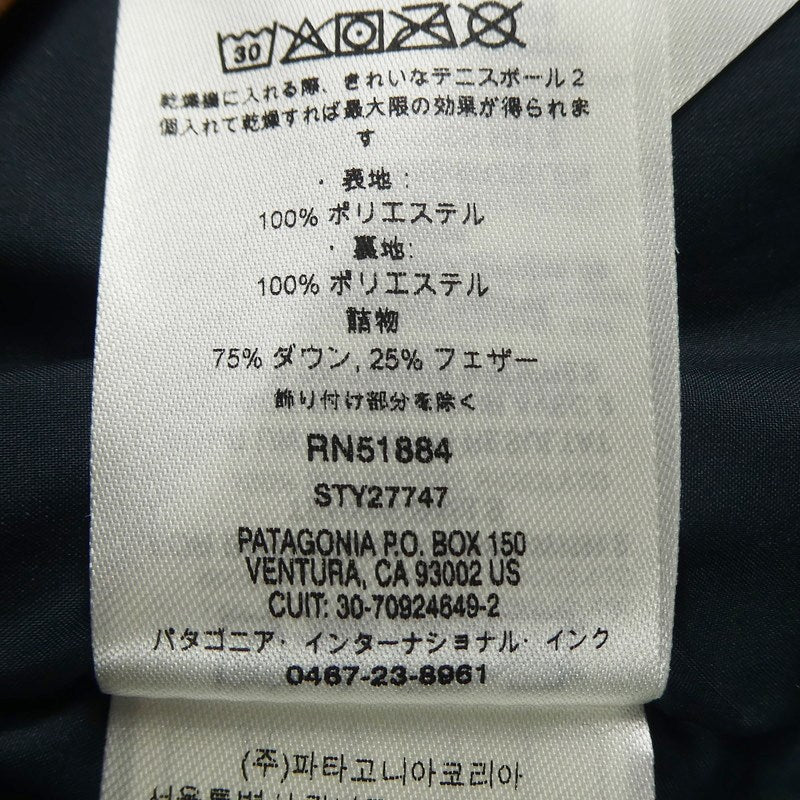 30
乾燥機に入れる際、きれいなテニスボール2
個入れて乾燥すれば最大限の効果が得られま
す
・表地:
100% ポリエステル
・裏地:
100% ポリエステル
詰物
75% ダウン, 25% フェザー
飾り付け部分を除く
RN51884
STY27747
PATAGONIA P.O. BOX 150
VENTURA, CA 93002 US
CUIT: 30-70924649-2
パタゴニア・インターナショナル・インク
0467-23-8961
(주)파타고니아코리아